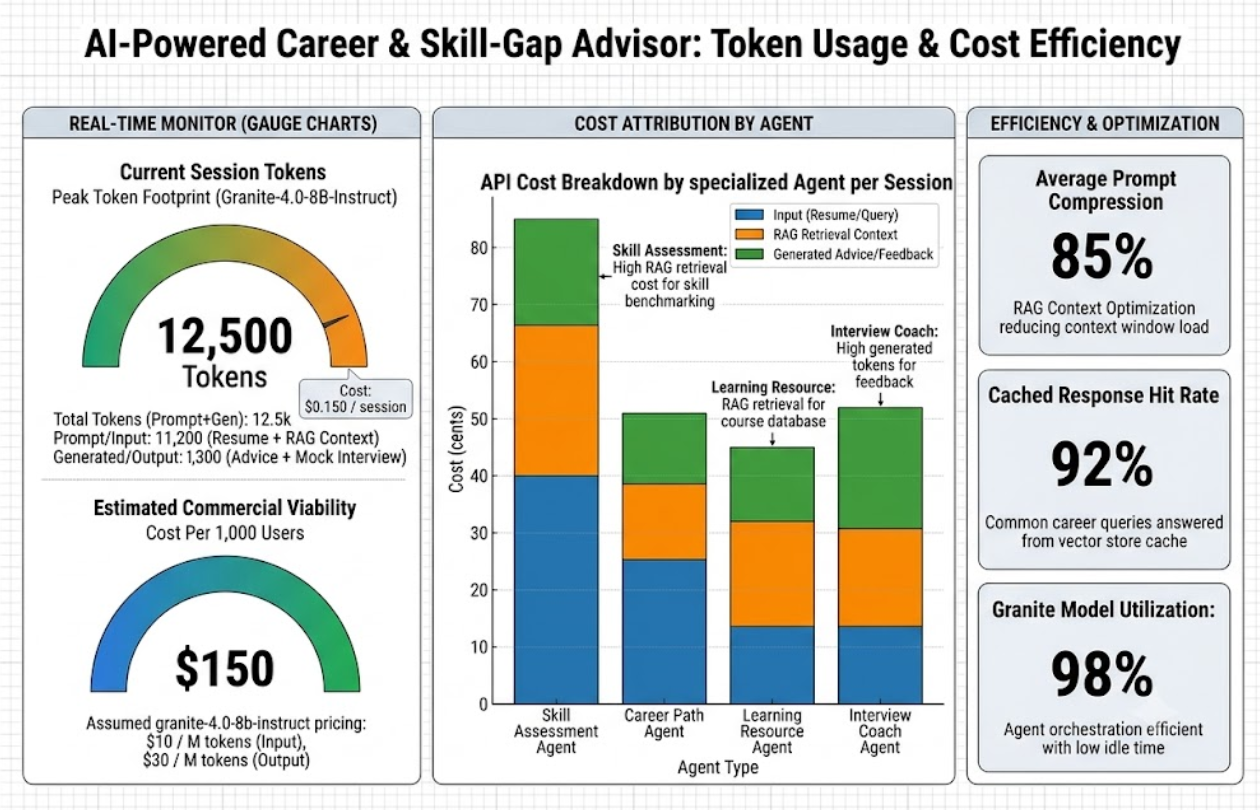 AI-Powered Career & Skill-Gap Advisor: Token Usage & Cost Efficiency
REAL-TIME MONITOR (GAUGE CHARTS)
Current Session Tokens
Peak Token Footprint (Granite-4.0-8B-Instruct)
12,500
Tokens
Cost:
$0.150 / session
Total Tokens (Prompt+Gen): 12.5k
Prompt/Input: 11,200 (Resume + RAG Context)
Generated/Output: 1,300 (Advice + Mock Interview)
Estimated Commercial Viability
Cost Per 1,000 Users
$150
Assumed granite-4.0-8b-instruct pricing:
$10 / M tokens (Input),
$30 / M tokens (Output)
COST ATTRIBUTION BY AGENT
API Cost Breakdown by specialized Agent per Session
Input (Resume/Query)
RAG Retrieval Context
Generated Advice/Feedback
Skill Assessment:
High RAG retrieval
cost for skill
benchmarking
Interview Coach:
High generated
tokens for
feedback
Learning Resource:
RAG retrieval for
course database
Cost (cents)
80
70
60
50
40
30
20
10
0
Skill
Assessment
Agent
Career Path
Agent
Learning
Resource
Agent
Interview
Coach
Agent
Agent Type
EFFICIENCY & OPTIMIZATION
Average Prompt
Compression
85%
RAG Context Optimization
reducing context window load
Cached Response Hit Rate
92%
Common career queries answered
from vector store cache
Granite Model Utilization:
98%
Agent orchestration efficient
with low idle time